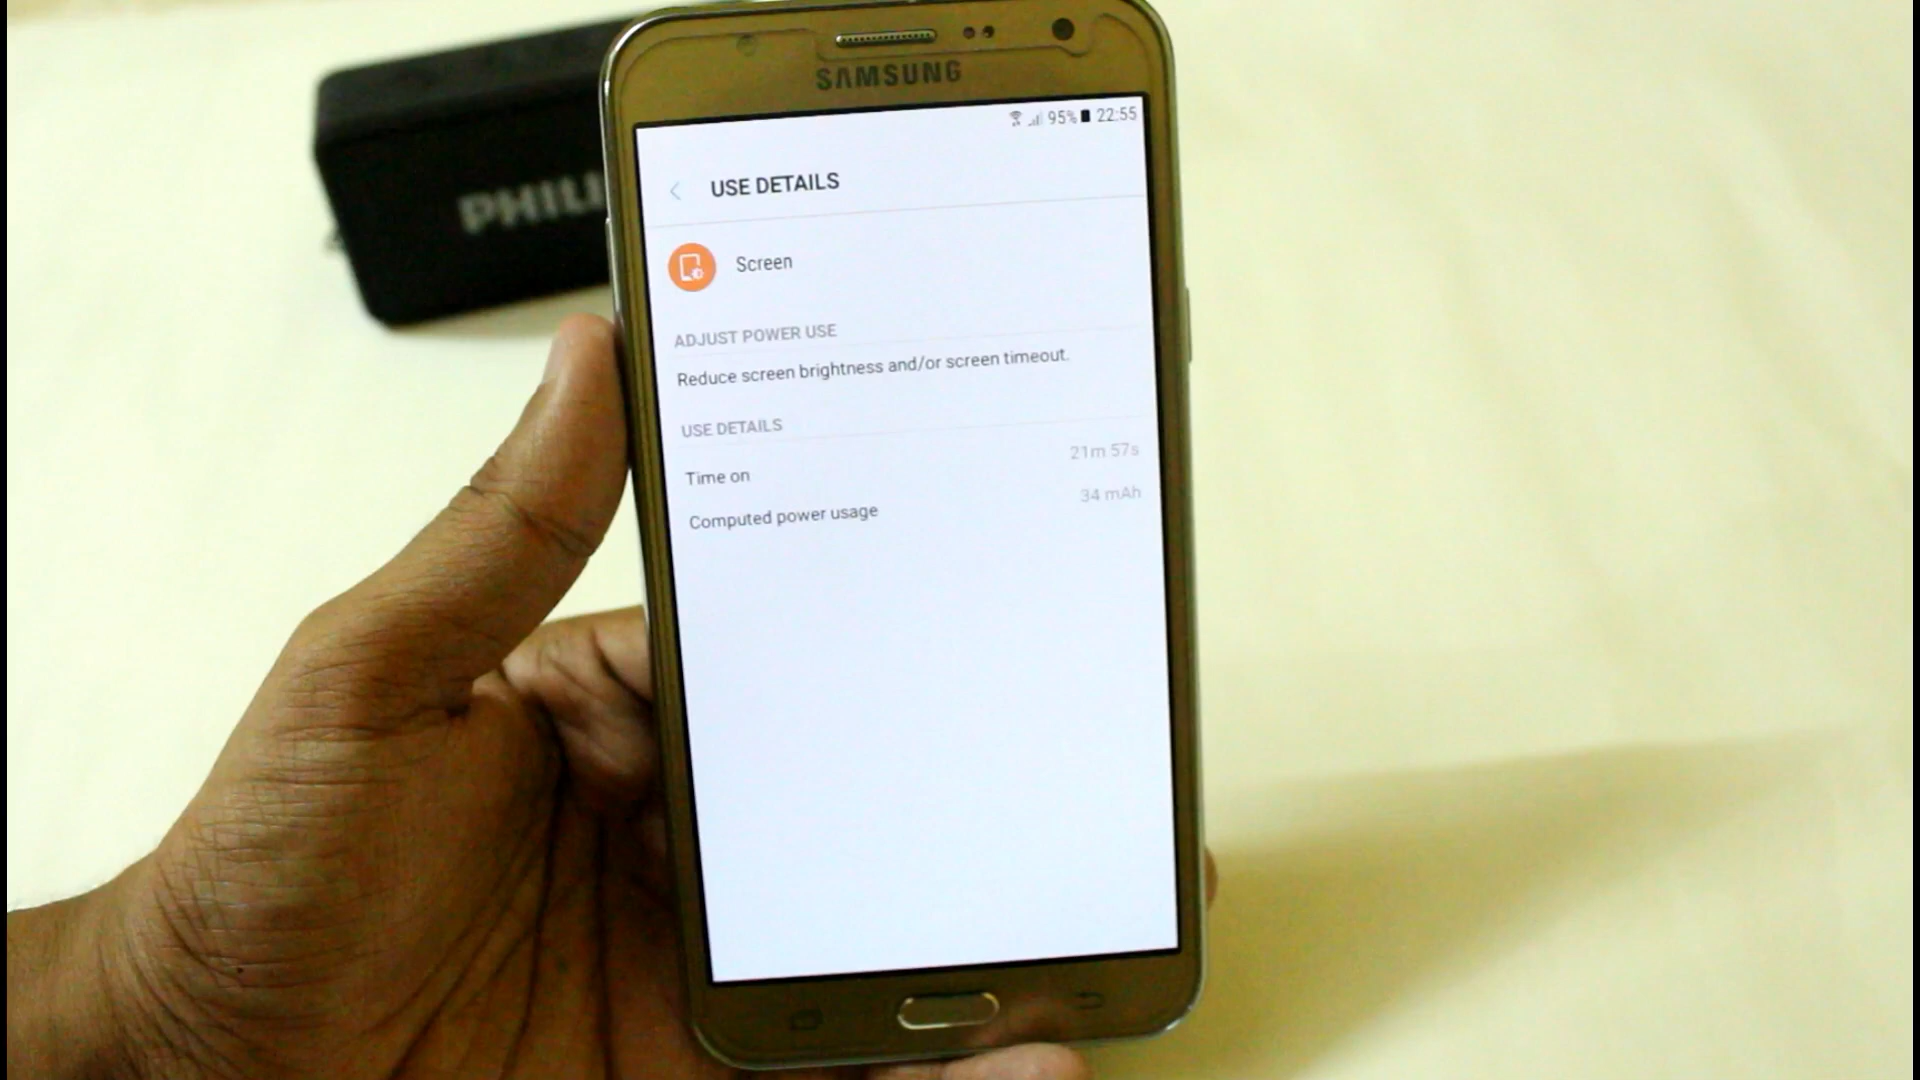 PHILI
SAMSUNG
95% 22:55
USE DETAILS
Screen
ADJUST POWER USE
Reduce screen brightness and/or screen timeout.
USE DETAILS
Time on 21m 57s
Computed power usage 34 mAh